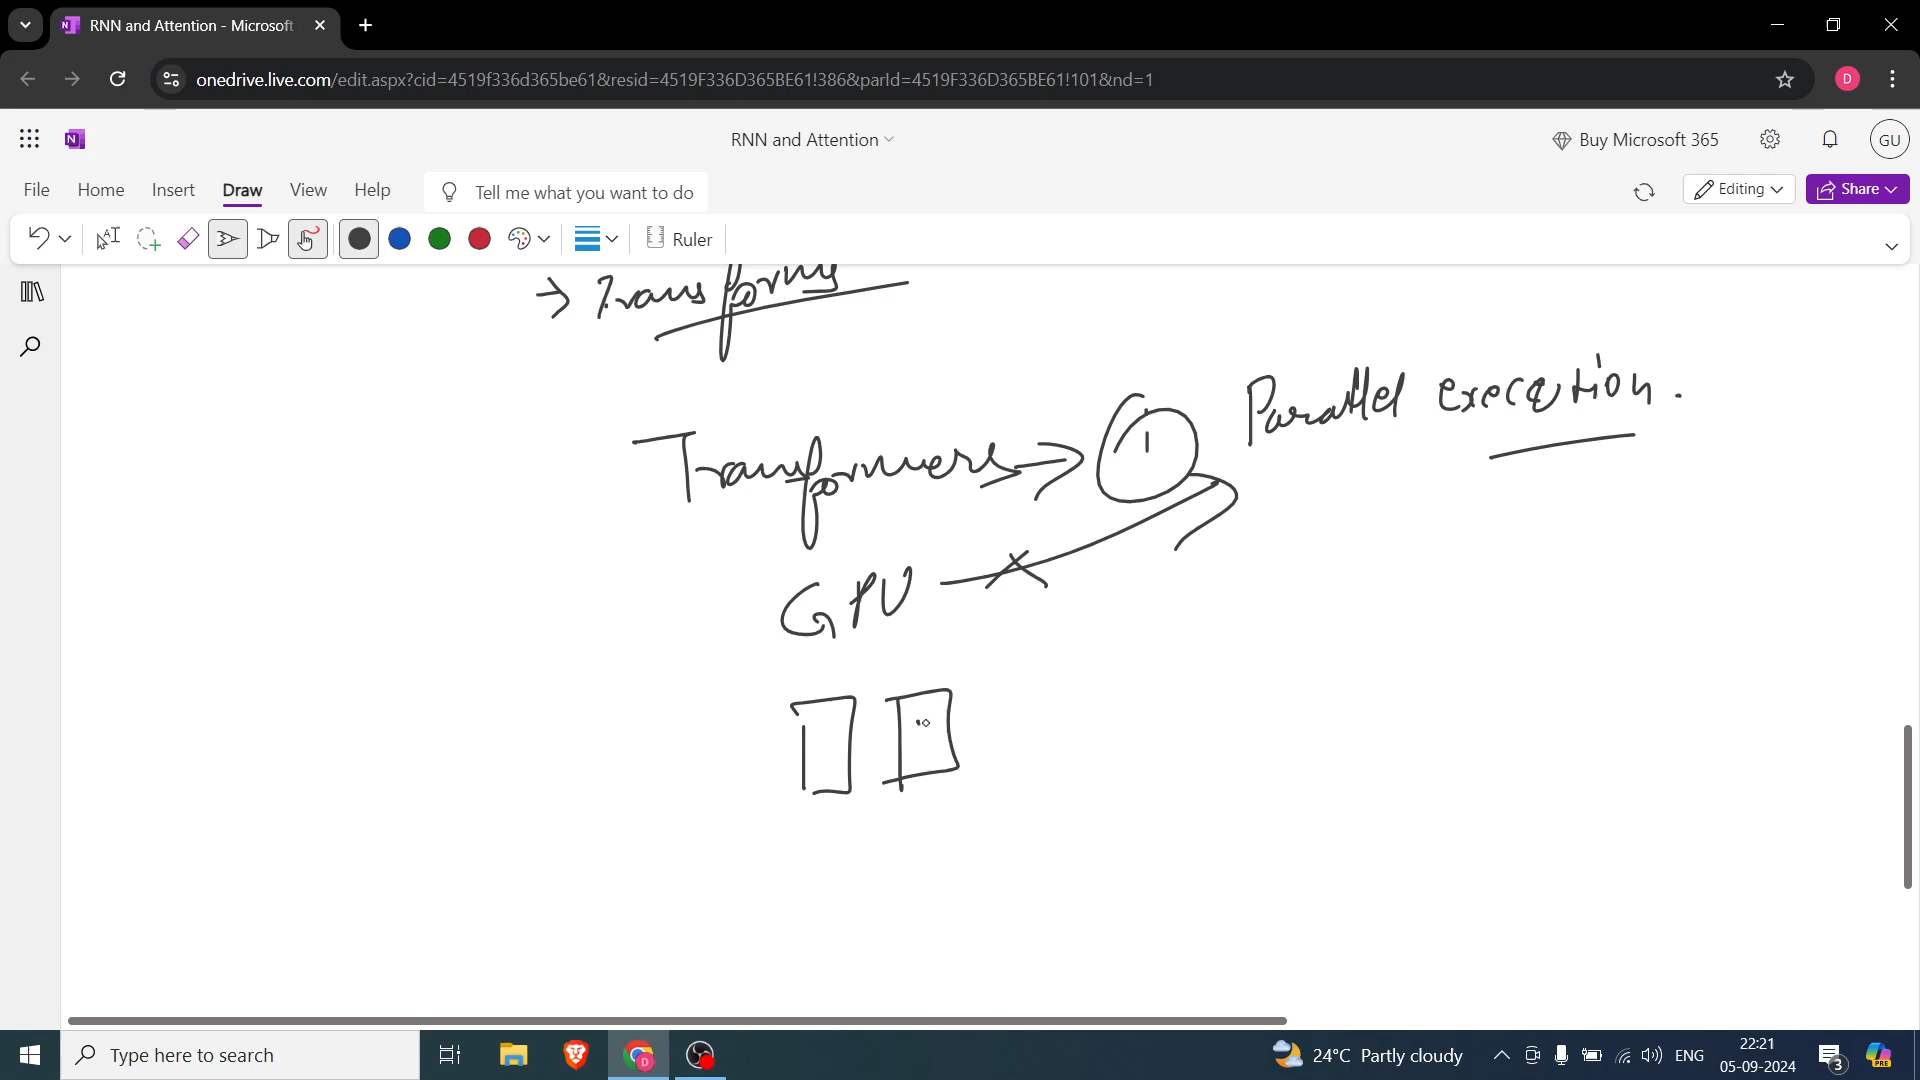 RNN and Attention - Microsoft
onedrive.live.com/edit.aspx?cid=4519f336d365be61&resid=4519F336D365BE61!386&parId=4519F336D365BE61!101&nd=1
D
N
RNN and Attention
Buy Microsoft 365
GU
File Home Insert Draw View Help
Tell me what you want to do
Editing
Share
Ruler
→ Transforms
Parallel execution.
Transformers → 1
GPU
Type here to search
24°C Partly cloudy
ENG
22:21
05-09-2024
3
PRE